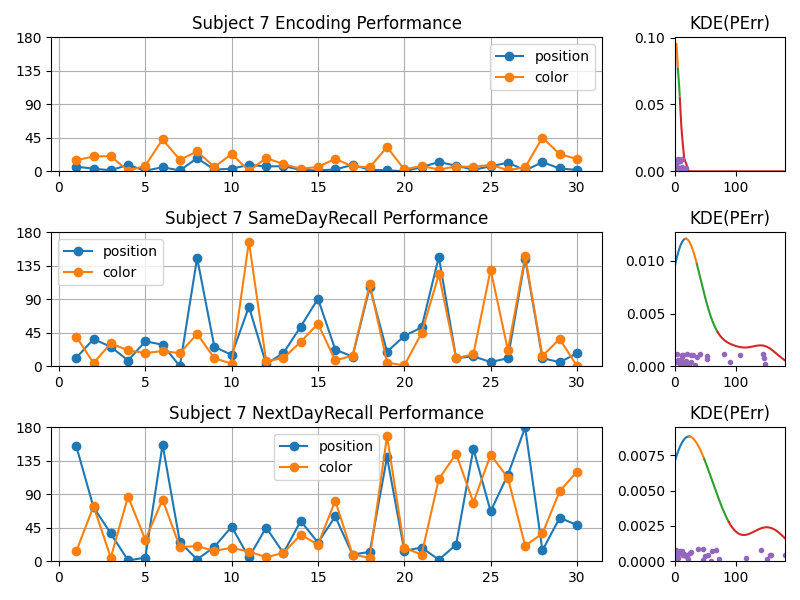 Subject 7 Encoding Performance
KDE(PErr)
180
135
90
45
0
position
color
0 5 10 15 20 25 30
0.10
0.05
0.00
0 100
Subject 7 SameDayRecall Performance
KDE(PErr)
180
135
90
45
0
position
color
0 5 10 15 20 25 30
0.010
0.005
0.000
0 100
Subject 7 NextDayRecall Performance
KDE(PErr)
180
135
90
45
0
position
color
0 5 10 15 20 25 30
0.0075
0.0050
0.0025
0.0000
0 100